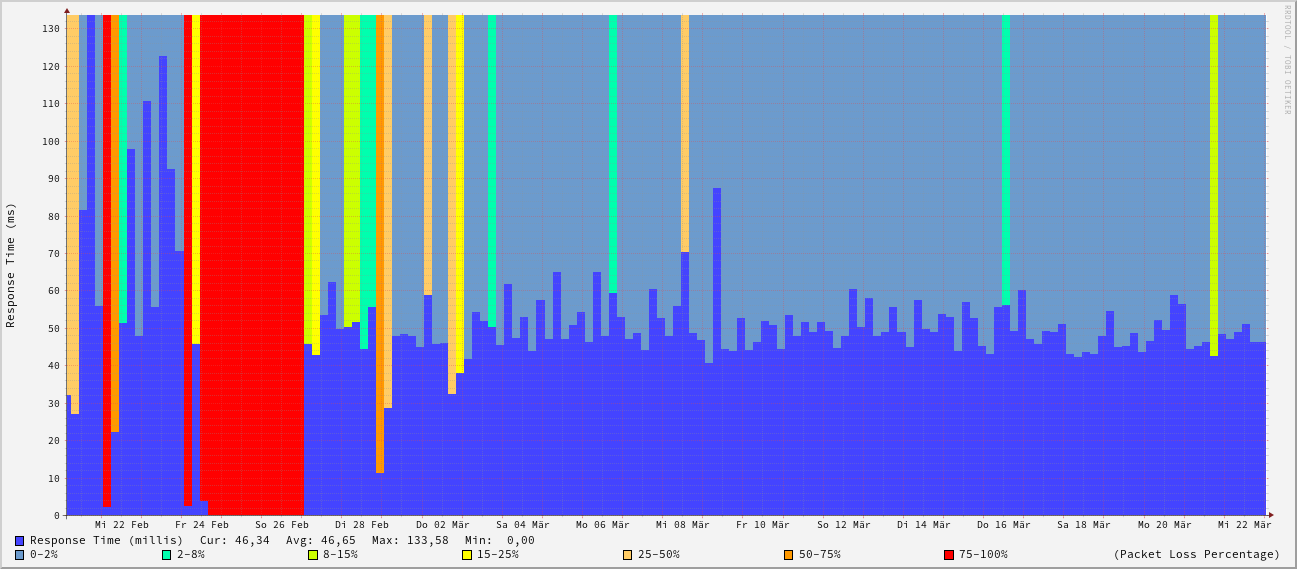 RRDTOOL / TOBI OETIKER
Response Time (ms)
130
120
110
100
90
80
70
60
50
40
30
20
10
0
Mi 22 Feb Fr 24 Feb So 26 Feb Di 28 Feb Do 02 Mär Sa 04 Mär Mo 06 Mär Mi 08 Mär Fr 10 Mär So 12 Mär Di 14 Mär Do 16 Mär Sa 18 Mär Mo 20 Mär Mi 22 Mär
Response Time (millis) Cur: 46,34 Avg: 46,65 Max: 133,58 Min: 0,00
0-2% 2-8% 8-15% 15-25% 25-50% 50-75% 75-100% (Packet Loss Percentage)